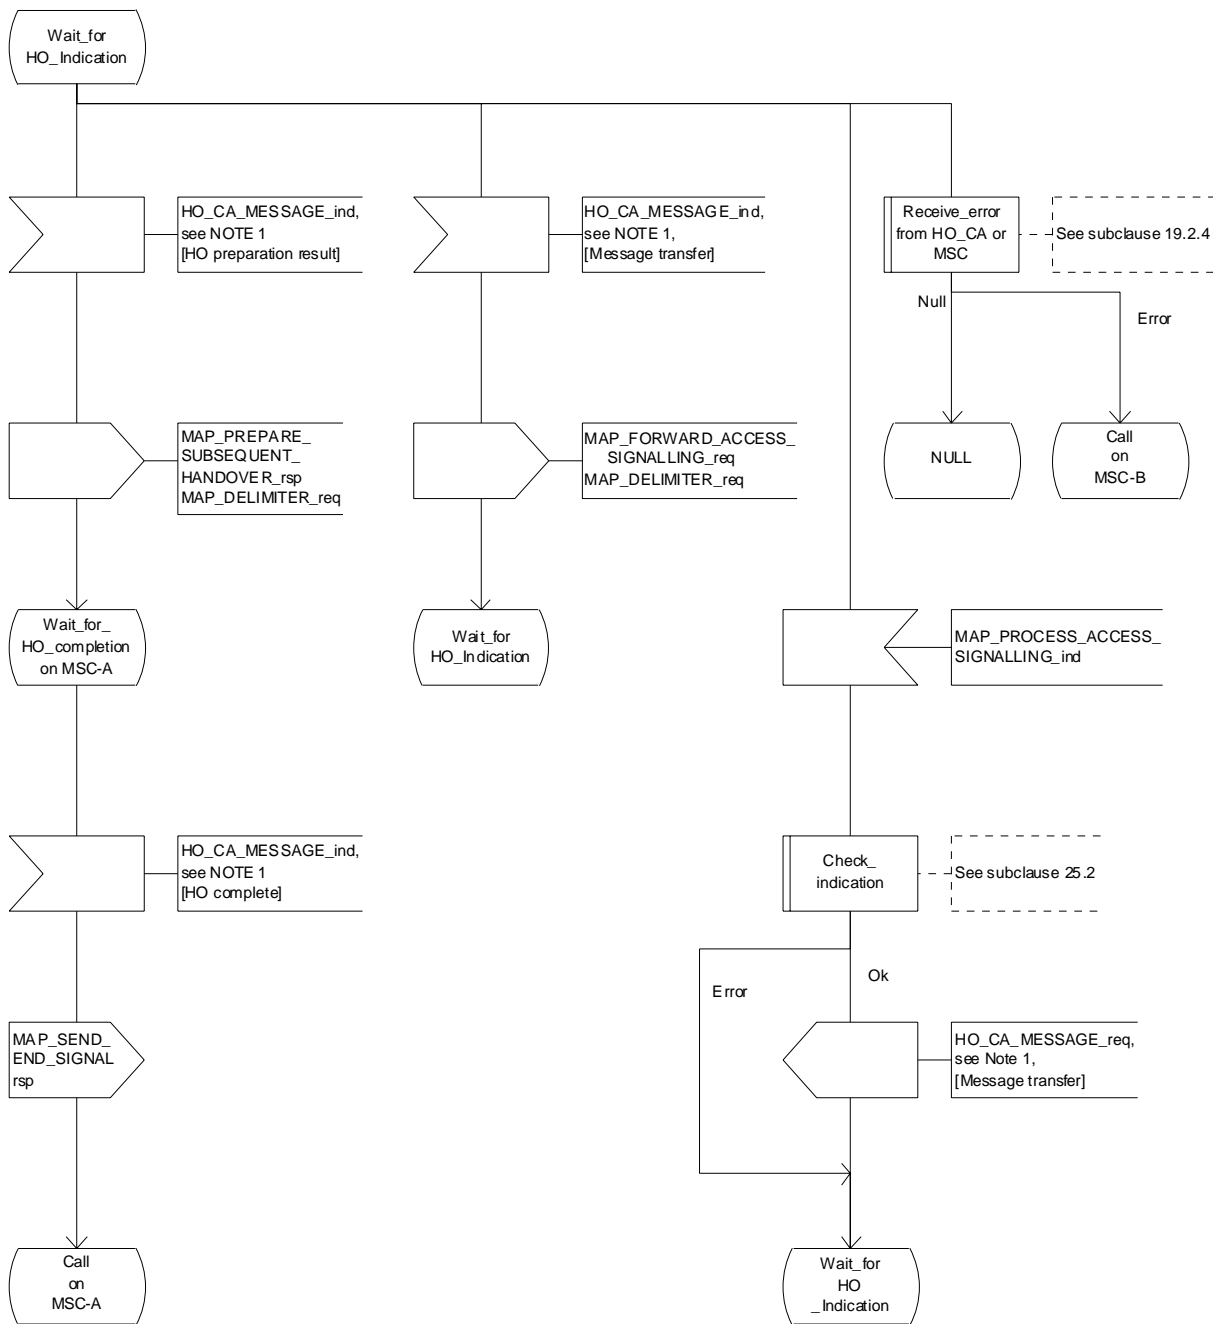 Wait_for
HO_Indication
HO_CA_MESSAGE_ind,
see NOTE 1
[HO preparation result]
HO_CA_MESSAGE_ind,
see NOTE 1,
[Message transfer]
Receive_error
from HO_CA or
MSC
See subclause 19.2.4
Null
Error
MAP_PREPARE_
SUBSEQUENT_
HANDOVER_rsp
MAP_DELIMITER_req
MAP_FORWARD_ACCESS_
SIGNALLING_req
MAP_DELIMITER_req
NULL
Call
on
MSC-B
Wait_for_
HO_completion
on MSC-A
Wait_for
HO_Indication
MAP_PROCESS_ACCESS_
SIGNALLING_ind
HO_CA_MESSAGE_ind,
see NOTE 1
[HO complete]
Check_
indication
See subclause 25.2
Error
Ok
MAP_SEND_
END_SIGNAL
rsp
HO_CA_MESSAGE_req,
see Note 1,
[Message transfer]
Call
on
MSC-A
Wait_for
HO
_Indication